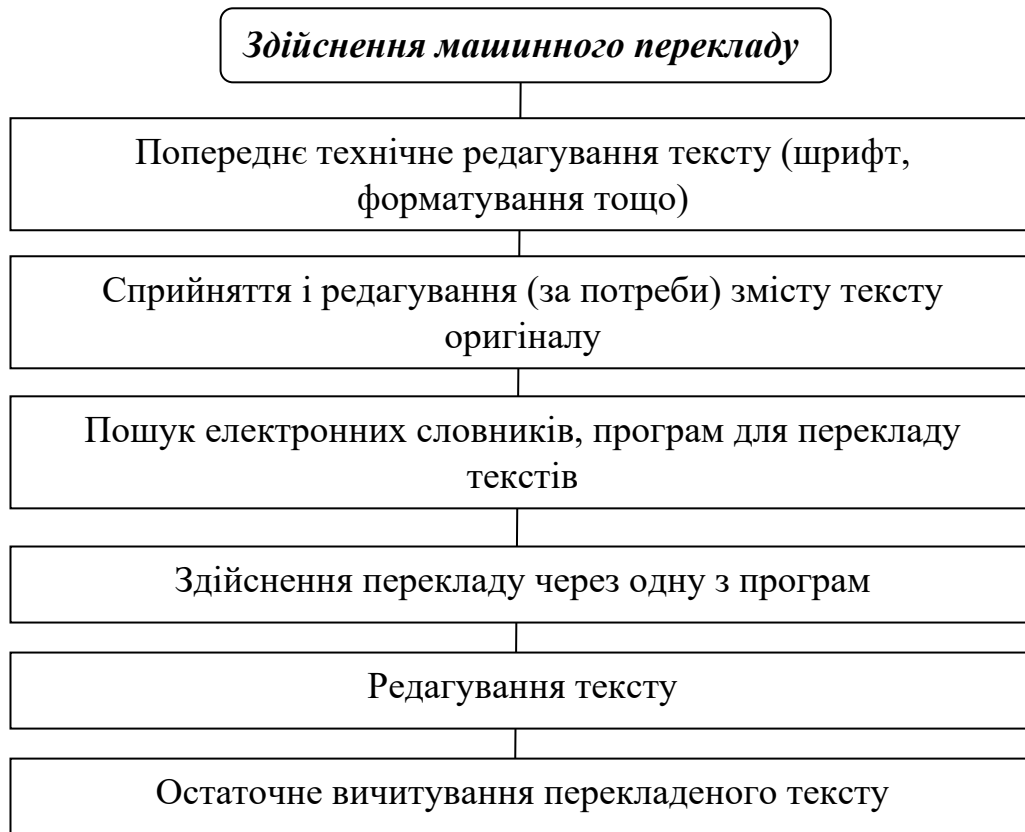 Здійснення машинного перекладу
Попереднє технічне редагування тексту (шрифт,
форматування тощо)
Сприйняття і редагування (за потреби) змісту тексту
оригіналу
Пошук електронних словників, програм для перекладу
текстів
Здійснення перекладу через одну з програм
Редагування тексту
Остаточне вичитування перекладеного тексту